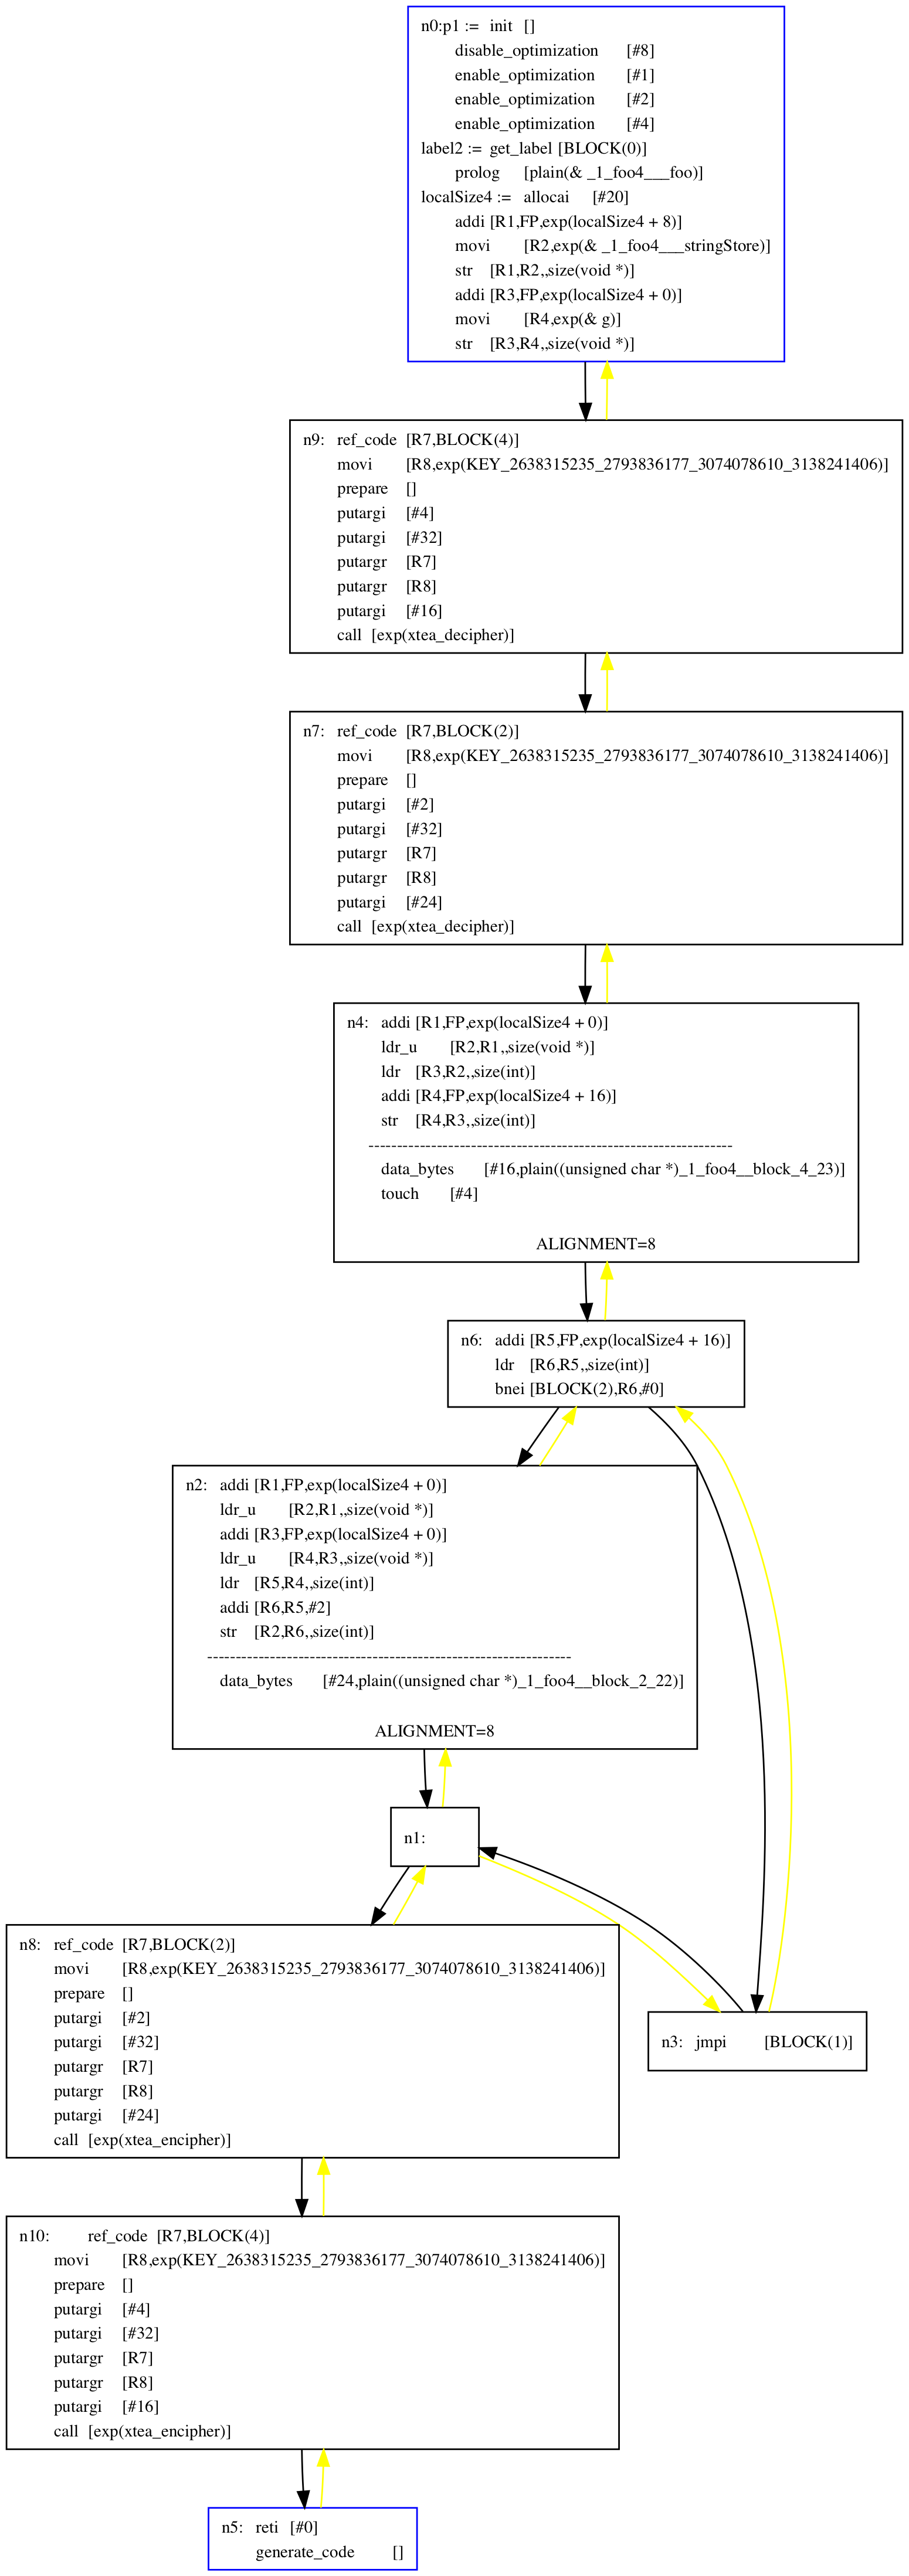 n0:p1 := init []
disable_optimization [#8]
enable_optimization [#1]
enable_optimization [#2]
enable_optimization [#4]
label2 := get_label [BLOCK(0)]
prolog [plain(& _1_foo4___foo)]
localSize4 := allocai [#20]
addi [R1,FP,exp(localSize4 + 8)]
movi [R2,exp(& _1_foo4___stringStore)]
str [R1,R2,,size(void *)]
addi [R3,FP,exp(localSize4 + 0)]
movi [R4,exp(& g)]
str [R3,R4,,size(void *)]
n9: ref_code [R7,BLOCK(4)]
movi [R8,exp(KEY_2638315235_2793836177_3074078610_3138241406)]
prepare []
putargi [#4]
putargi [#32]
putargr [R7]
putargr [R8]
putargi [#16]
call [exp(xtea_decipher)]
n7: ref_code [R7,BLOCK(2)]
movi [R8,exp(KEY_2638315235_2793836177_3074078610_3138241406)]
prepare []
putargi [#2]
putargi [#32]
putargr [R7]
putargr [R8]
putargi [#24]
call [exp(xtea_decipher)]
n4: addi [R1,FP,exp(localSize4 + 0)]
ldr_u [R2,R1,,size(void *)]
ldr [R3,R2,,size(int)]
addi [R4,FP,exp(localSize4 + 16)]
str [R4,R3,,size(int)]
----------------------------------------------------------------
data_bytes [#16,plain((unsigned char *)_1_foo4__block_4_23)]
touch [#4]
ALIGNMENT=8
n6: addi [R5,FP,exp(localSize4 + 16)]
ldr [R6,R5,,size(int)]
bnei [BLOCK(2),R6,#0]
n2: addi [R1,FP,exp(localSize4 + 0)]
ldr_u [R2,R1,,size(void *)]
addi [R3,FP,exp(localSize4 + 0)]
ldr_u [R4,R3,,size(void *)]
ldr [R5,R4,,size(int)]
addi [R6,R5,#2]
str [R2,R6,,size(int)]
----------------------------------------------------------------
data_bytes [#24,plain((unsigned char *)_1_foo4__block_2_22)]
ALIGNMENT=8
n1:
n8: ref_code [R7,BLOCK(2)]
movi [R8,exp(KEY_2638315235_2793836177_3074078610_3138241406)]
prepare []
putargi [#2]
putargi [#32]
putargr [R7]
putargr [R8]
putargi [#24]
call [exp(xtea_encipher)]
n3: jmpi [BLOCK(1)]
n10: ref_code [R7,BLOCK(4)]
movi [R8,exp(KEY_2638315235_2793836177_3074078610_3138241406)]
prepare []
putargi [#4]
putargi [#32]
putargr [R7]
putargr [R8]
putargi [#16]
call [exp(xtea_encipher)]
n5: reti [#0]
generate_code []